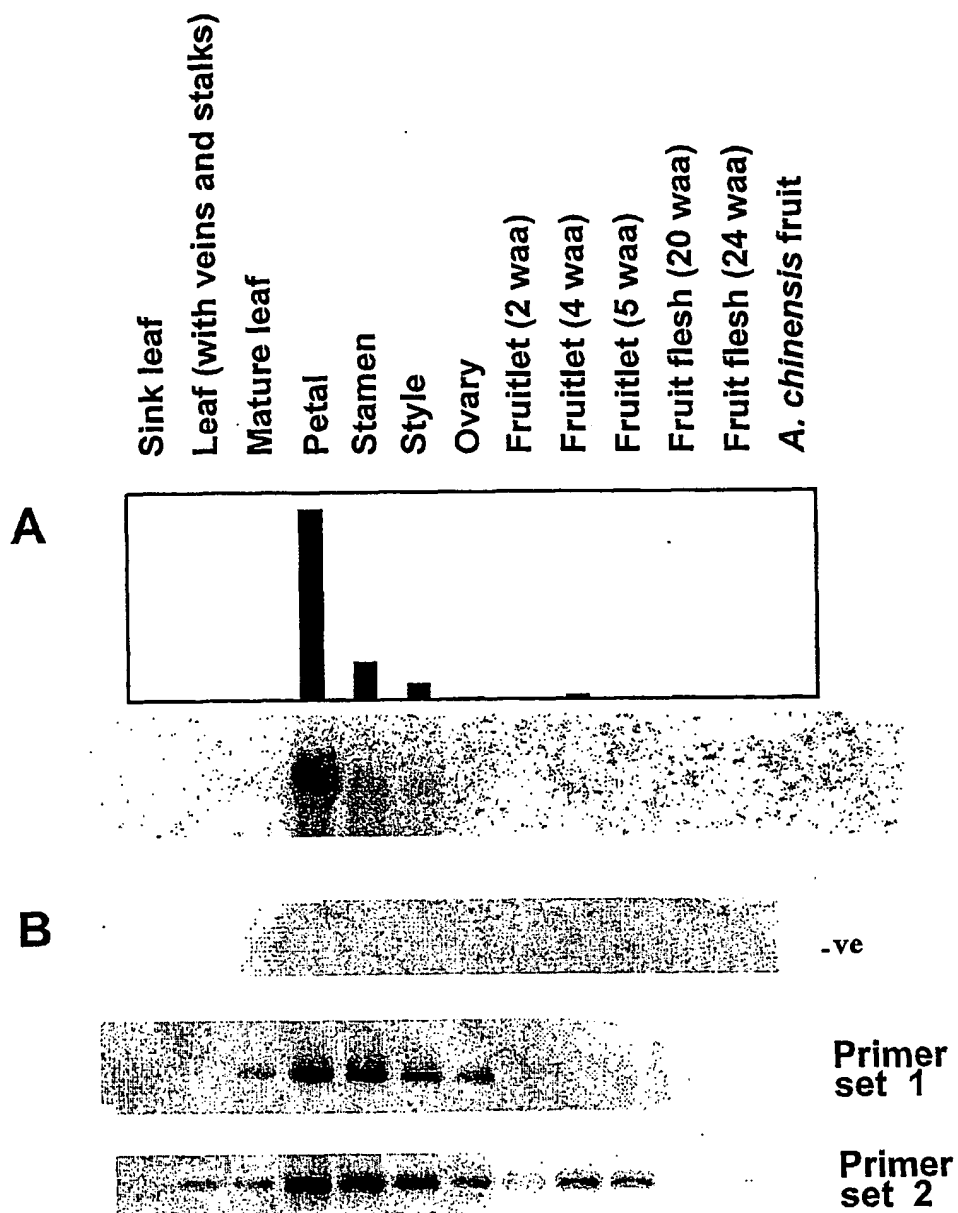 Sink leaf
Leaf (with veins and stalks)
Mature leaf
Petal
Stamen
Style
Ovary
Fruitlet (2 waa)
Fruitlet (4 waa)
Fruitlet (5 waa)
Fruit flesh (20 waa)
Fruit flesh (24 waa)
A. chinensis fruit
A
B
-ve
Primer
set 1
Primer
set 2